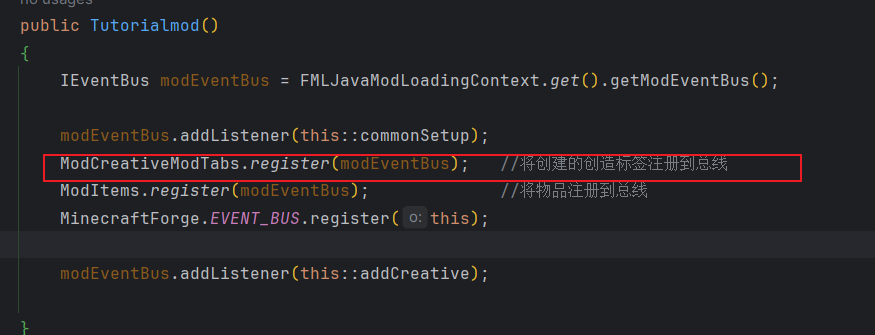 no usages
public Tutorialmod()
{
IEventBus modEventBus = FMLJavaModLoadingContext.get().getModEventBus();
modEventBus.addListener(this::commonSetup);
ModCreativeModTabs.register(modEventBus); //将创建的创造标签注册到总线
ModItems.register(modEventBus); //将物品注册到总线
MinecraftForge.EVENT_BUS.register( o: this);
modEventBus.addListener(this::addCreative);
}